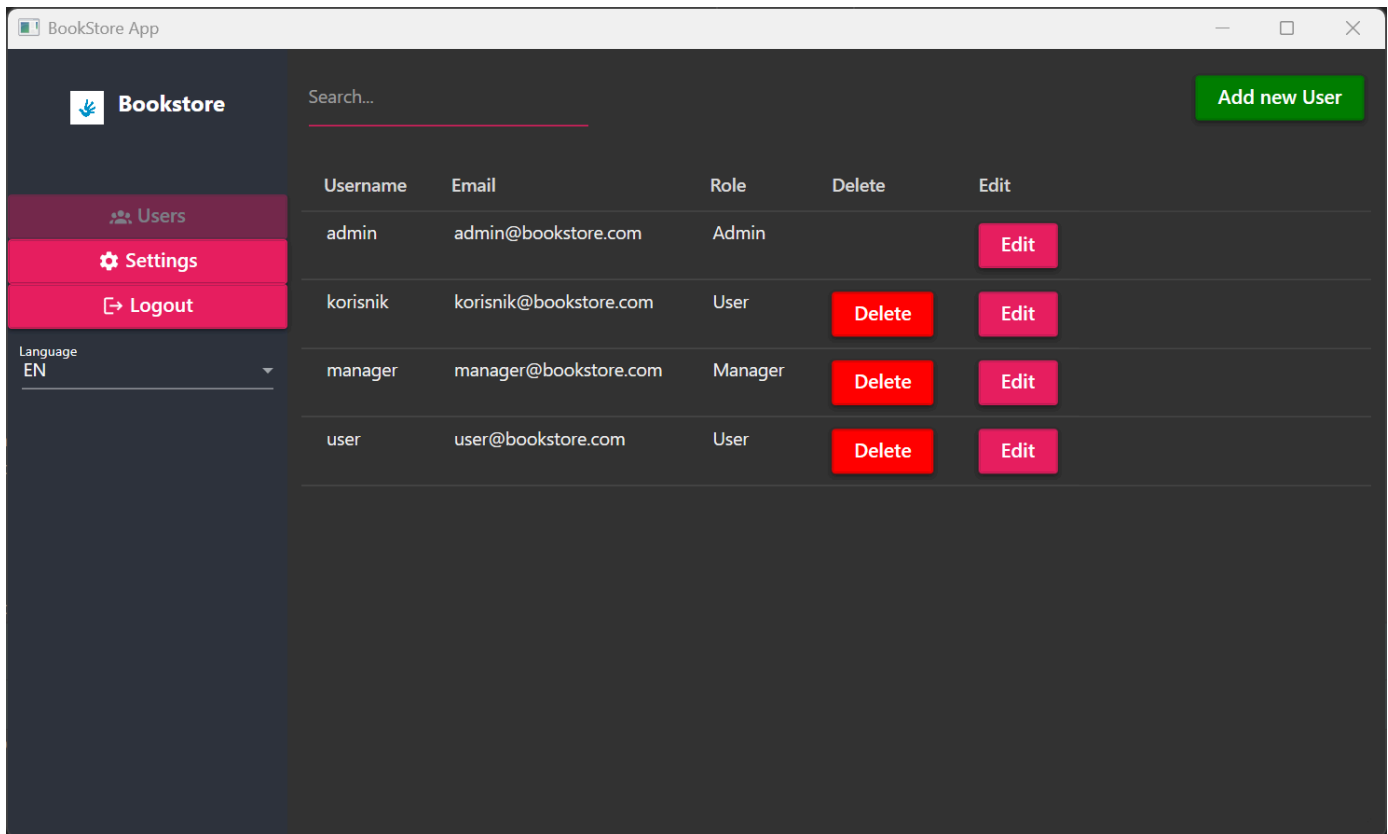 BookStore App
Bookstore
Users
Settings
Logout
Language
EN
Search...
Add new User
Username Email Role Delete Edit
admin admin@bookstore.com Admin Edit
korisnik korisnik@bookstore.com User Delete Edit
manager manager@bookstore.com Manager Delete Edit
user user@bookstore.com User Delete Edit